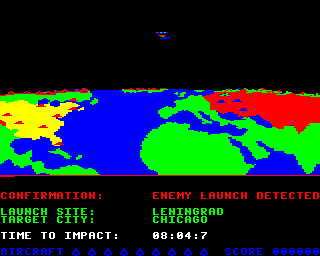 CONFIRMATION: ENEMY LAUNCH DETECTED
LAUNCH SITE: LENINGRAD
TARGET CITY: CHICAGO
TIME TO IMPACT: 08:04:7
AIRCRAFT SCORE 000000